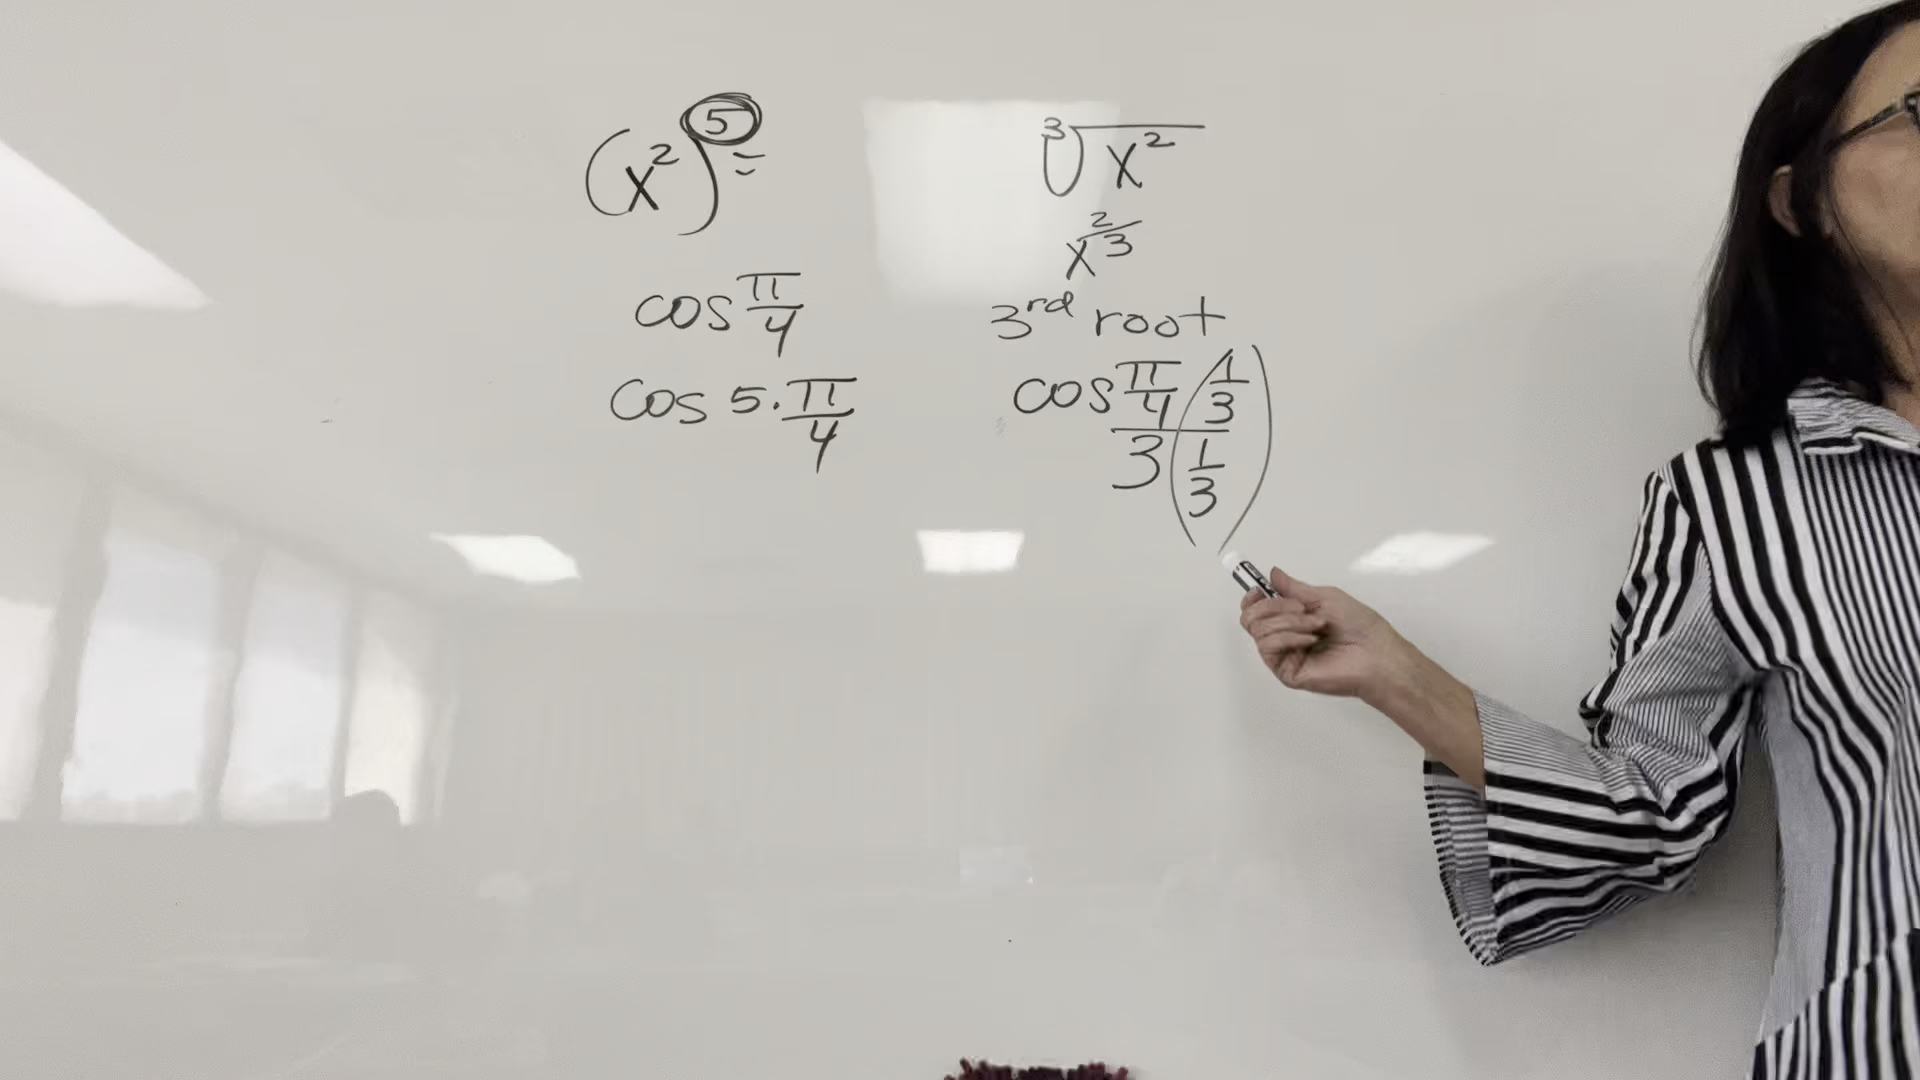 (x²)⁵ =
cos π/4
cos 5·π/4
³√x²
x^2/3
3rd root
cos π/4 (1/3)
3 (1/3)